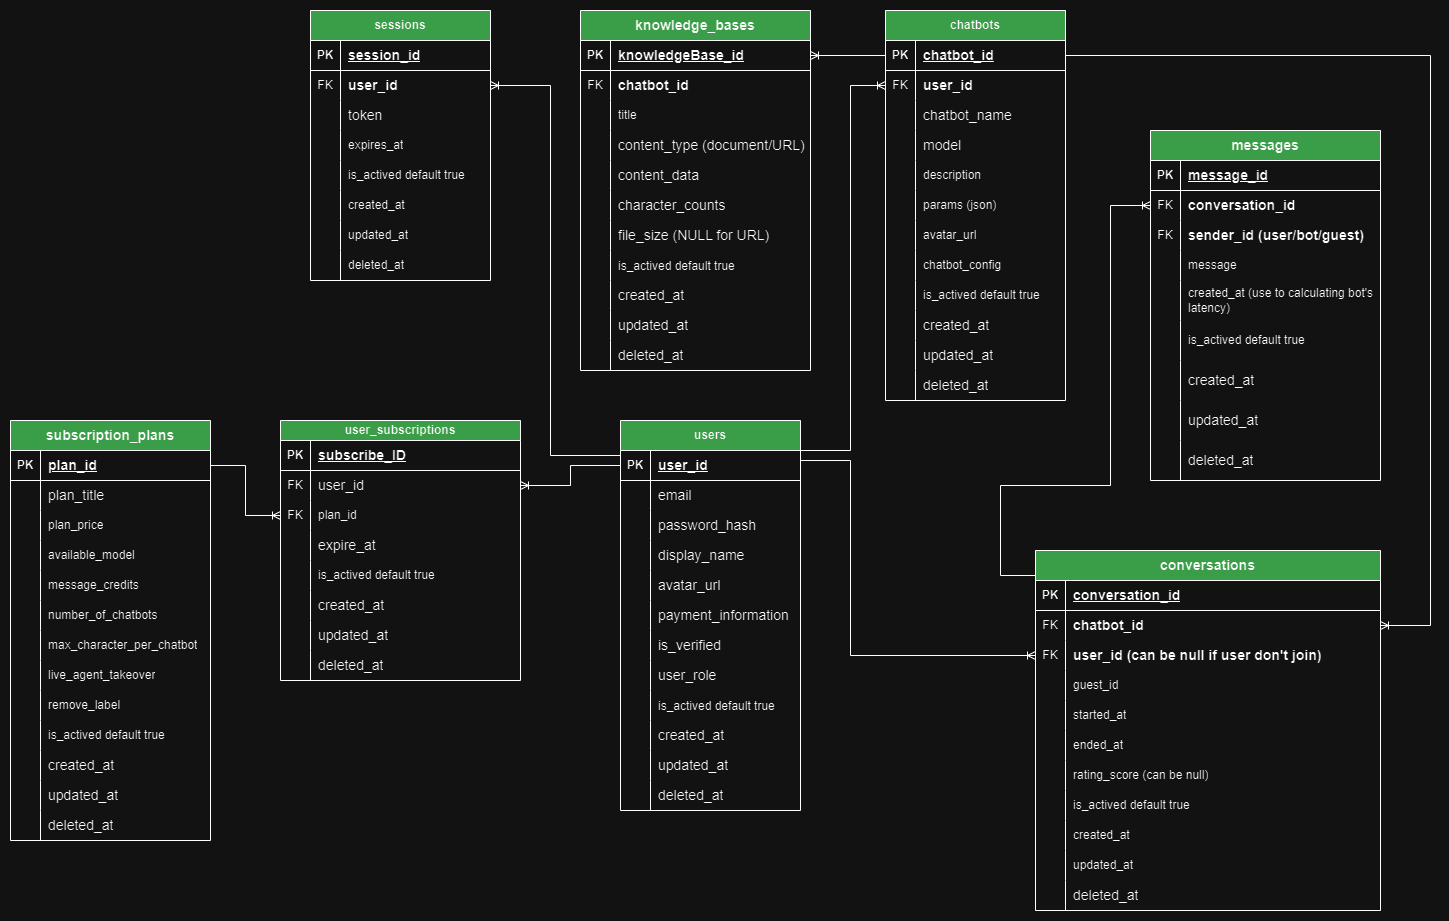 sessions
PK session_id
FK user_id
token
expires_at
is_actived default true
created_at
updated_at
deleted_at
knowledge_bases
PK knowledgeBase_id
FK chatbot_id
title
content_type (document/URL)
content_data
character_counts
file_size (NULL for URL)
is_actived default true
created_at
updated_at
deleted_at
chatbots
PK chatbot_id
FK user_id
chatbot_name
model
description
params (json)
avatar_url
chatbot_config
is_actived default true
created_at
updated_at
deleted_at
messages
PK message_id
FK conversation_id
FK sender_id (user/bot/guest)
message
created_at (use to calculating bot's
latency)
is_actived default true
created_at
updated_at
deleted_at
subscription_plans
PK plan_id
plan_title
plan_price
available_model
message_credits
number_of_chatbots
max_character_per_chatbot
live_agent_takeover
remove_label
is_actived default true
created_at
updated_at
deleted_at
user_subscriptions
PK subscribe_ID
FK user_id
FK plan_id
expire_at
is_actived default true
created_at
updated_at
deleted_at
users
PK user_id
email
password_hash
display_name
avatar_url
payment_information
is_verified
user_role
is_actived default true
created_at
updated_at
deleted_at
conversations
PK conversation_id
FK chatbot_id
FK user_id (can be null if user don't join)
guest_id
started_at
ended_at
rating_score (can be null)
is_actived default true
created_at
updated_at
deleted_at